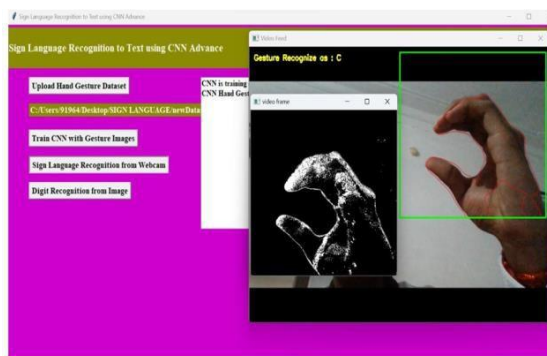 Sign Language Recognition to Text using CNN Advance
Video Feed
Sign Language Recognition to Text using CNN Advance
Gesture Recognize as : C
Upload Hand Gesture Dataset
CNN is training
C:/Users/91964/Desktop/SIGN LANGUAGE/newData
CNN Hand Gest
video frame
Train CNN with Gesture Images
Sign Language Recognition from Webcam
Digit Recognition from Image